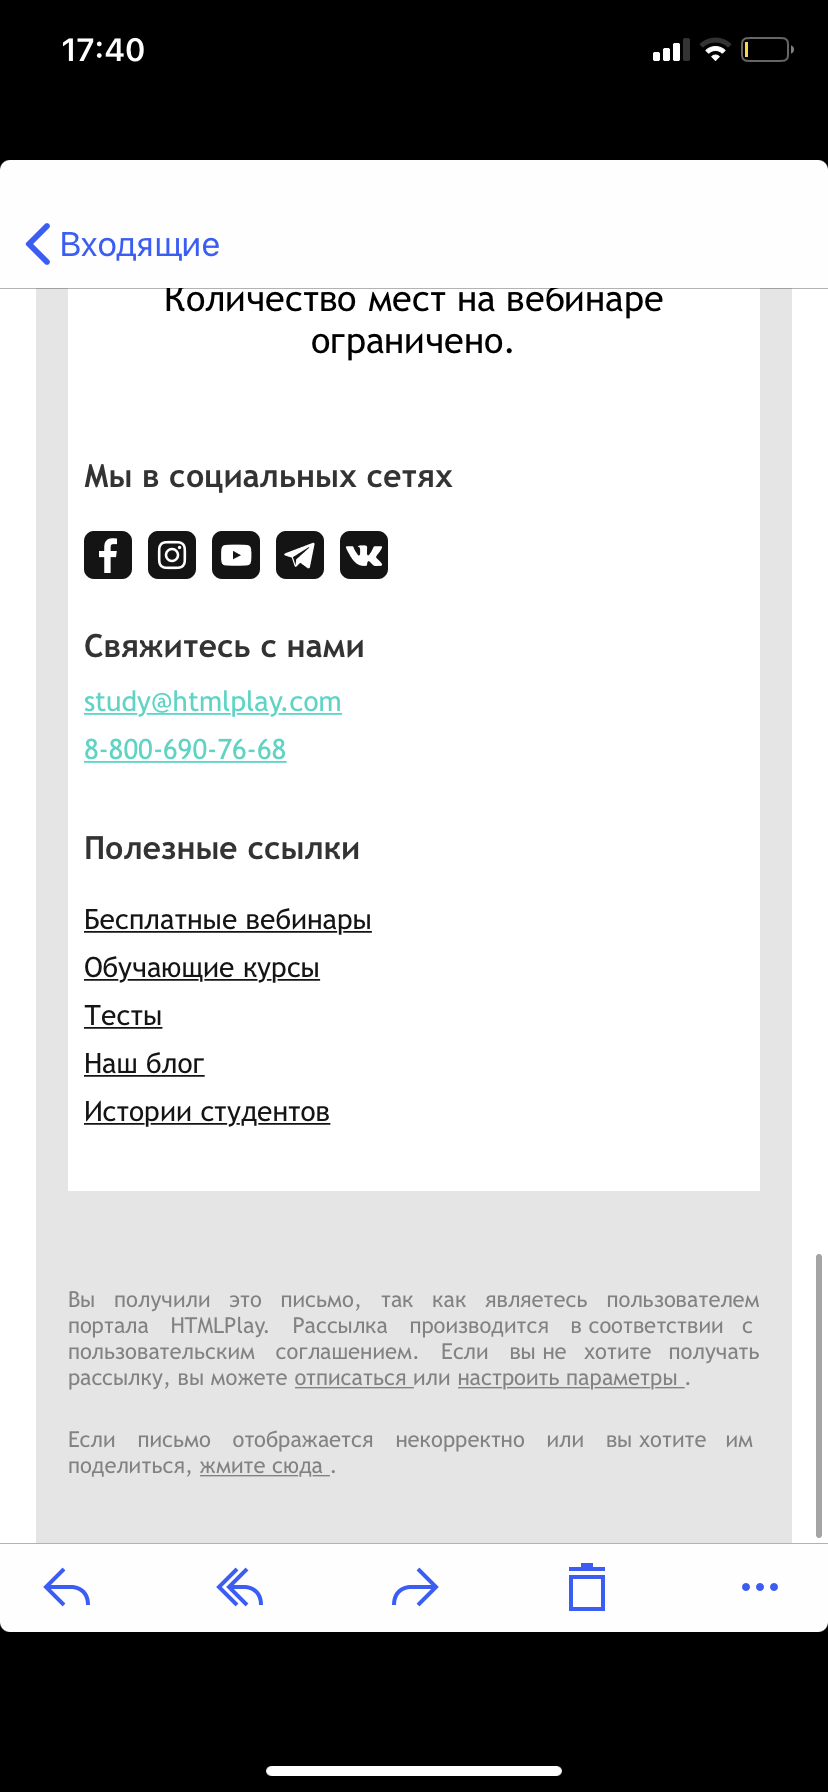 17:40
Входящие
Количество мест на вебинаре
ограничено.
Мы в социальных сетях
Свяжитесь с нами
study@htmlplay.com
8-800-690-76-68
Полезные ссылки
Бесплатные вебинары
Обучающие курсы
Тесты
Наш блог
Истории студентов
Вы получили это письмо, так как являетесь пользователем
портала HTMLPlay. Рассылка производится в соответствии с
пользовательским соглашением. Если вы не хотите получать
рассылку, вы можете отписаться или настроить параметры .
Если письмо отображается некорректно или вы хотите им
поделиться, жмите сюда .